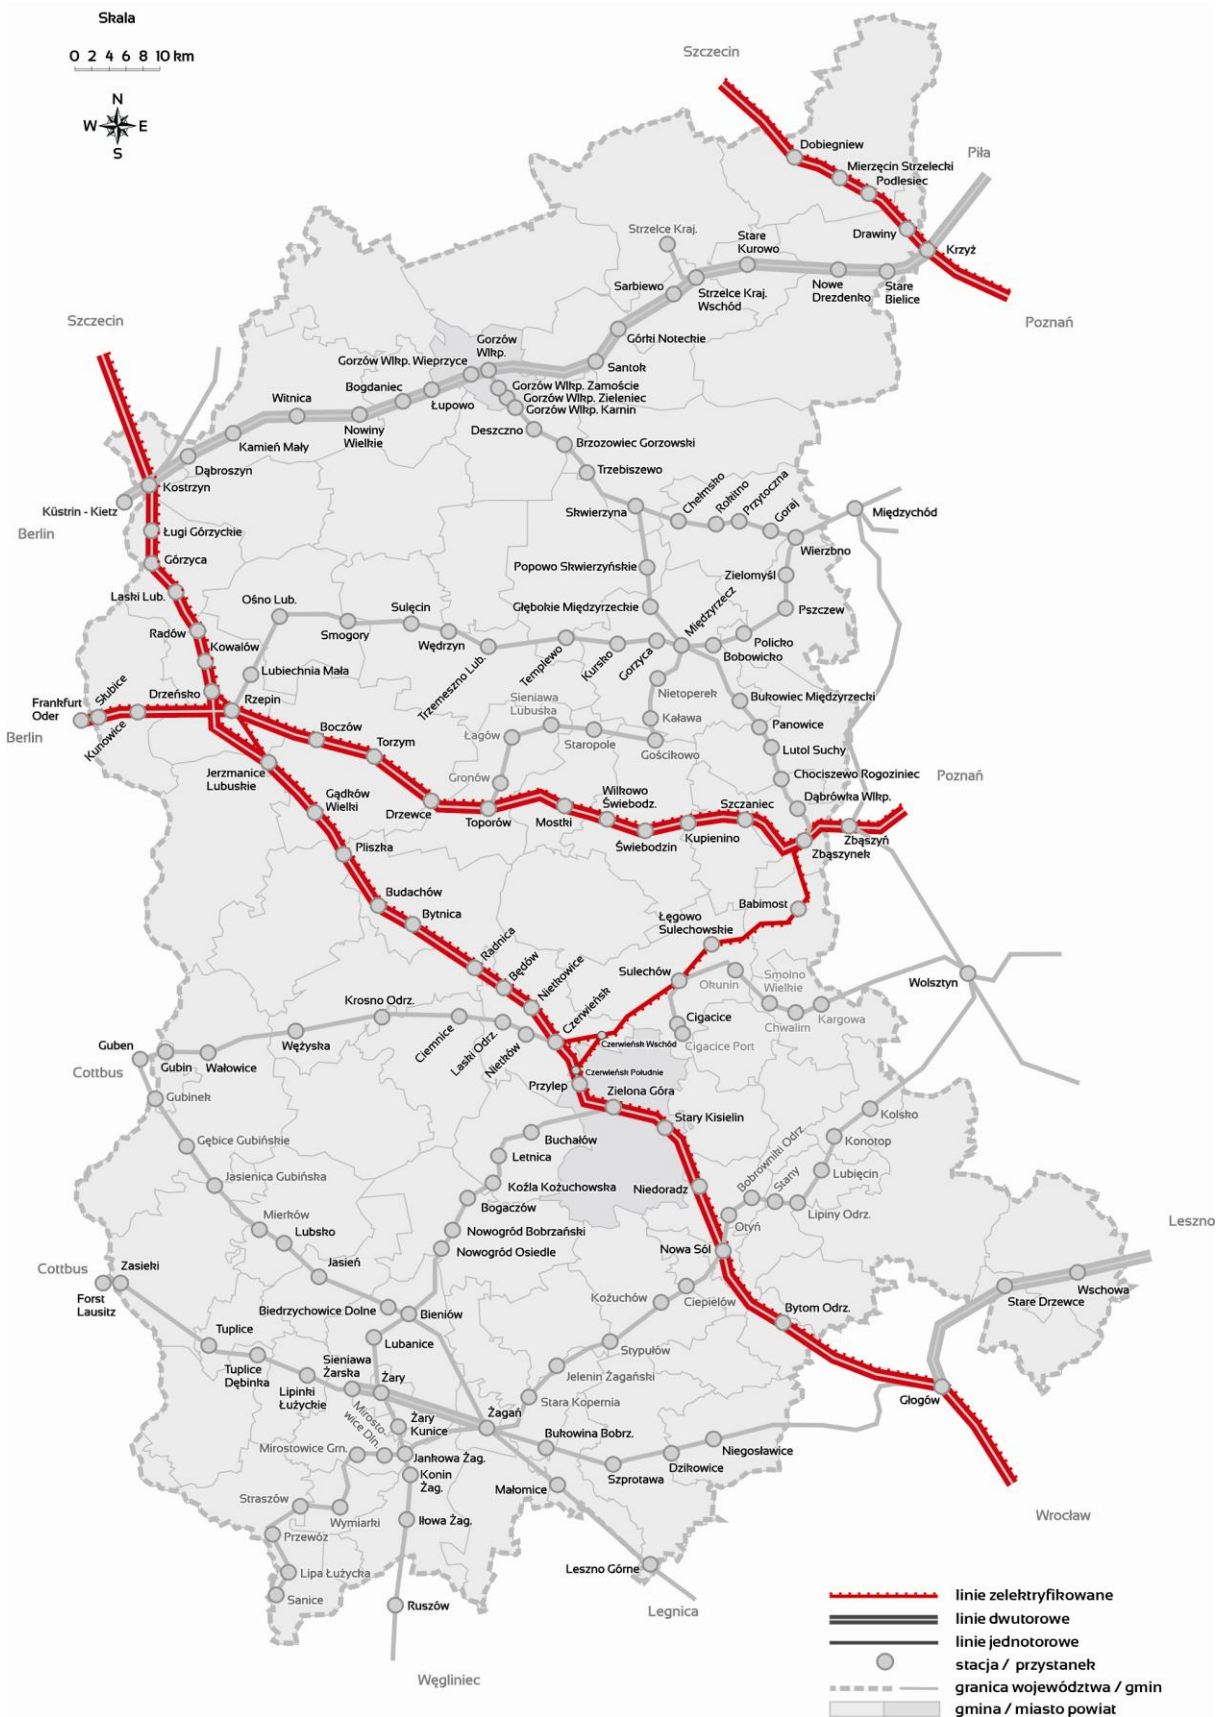 Skala
0 2 4 6 8 10 km
N
W E
S
Szczecin
Dobiegniew
Mierzęcin Strzelecki
Podlesiec
Piła
Drawiny
Krzyż
Strzelce Kraj.
Stare
Kurowo
Sarbiewo
Strzelce Kraj.
Wschód
Nowe
Drezdenko
Stare
Bielice
Poznań
Szczecin
Górki Noteckie
Gorzów
Wlkp.
Gorzów Wlkp. Wieprzyce
Santok
Bogdaniec
Gorzów Wlkp. Zamoście
Gorzów Wlkp. Zieleniec
Gorzów Wlkp. Karnin
Witnica
Łupowo
Nowiny
Wielkie
Deszczno
Kamień Mały
Brzozowiec Gorzowski
Dąbroszyn
Trzebiszewo
Kostrzyn
Küstrin - Kietz
Skwierzyna
Chełmsko
Rokitno
Przytoczna
Goraj
Międzychód
Berlin
Ługi Górzyckie
Wierzbno
Górzyca
Popowo Skwierzyńskie
Zielomyśl
Laski Lub.
Ośno Lub.
Głębokie Międzyrzeckie
Pszczew
Smogory
Sulęcin
Wędrzyn
Międzyrzecz
Radów
Policko
Bobowicko
Kowalów
Trzemeszno Lub.
Templewo
Kursko
Gorzyca
Lubiechnia Mała
Nietoperek
Drzeńsko
Rzepin
Bukowiec Międzyrzecki
Frankfurt
Oder
Słubice
Kunowice
Berlin
Sieniawa
Lubuska
Kaława
Panowice
Boczów
Torzym
Łagów
Staropole
Gościkowo
Lutol Suchy
Jerzmanice
Lubuskie
Gronów
Chociszewo Rogoziniec
Poznań
Gądków
Wielki
Drzewce
Toporów
Mostki
Wilkowo
Świebodz.
Świebodzin
Kupienino
Szczaniec
Dąbrówka Wlkp.
Zbąszyń
Zbąszynek
Pliszka
Budachów
Bytnica
Babimost
Łęgowo
Sulechowskie
Radnica
Będów
Nietkowice
Czerwieńsk
Sulechów
Okunin
Smolno
Wielkie
Chwalim
Kargowa
Wolsztyn
Krosno Odrz.
Wężyska
Ciemnice
Laski Odrz.
Nietków
Cigacice
Cigacice Port
Czerwieńsk Wschód
Guben
Cottbus
Gubin
Wałowice
Czerwieńsk Południe
Przylep
Zielona Góra
Gubinek
Stary Kisielin
Kolsko
Gębice Gubińskie
Buchałów
Konotop
Letnica
Jasienica Gubińska
Koźla Kożuchowska
Niedoradz
Bobrowniki Odrz.
Stany
Lubięcin
Lipiny Odrz.
Bogaczów
Mierków
Nowogród Bobrzański
Otyń
Leszno
Lubsko
Nowogród Osiedle
Nowa Sól
Cottbus
Zasieki
Forst
Lausitz
Jasień
Kożuchów
Ciepielów
Wschowa
Stare Drzewce
Biedrzychowice Dolne
Bieniów
Bytom Odrz.
Tuplice
Lubanice
Stypułów
Tuplice
Dębinka
Sieniawa
Żarska
Lipinki
Łużyckie
Żary
Jelenin Żagański
Mirosto-
wice Dln.
Stara Kopernia
Głogów
Żary
Kunice
Żagań
Bukowina Bobrz.
Mirostowice Grn.
Jankowa Żag.
Niegosławice
Konin
Żag.
Szprotawa
Dzikowice
Małomice
Straszów
Wymiarki
Iłowa Żag.
Wrocław
Przewóz
Lipa Łużycka
Leszno Górne
Sanice
Ruszów
Legnica
Węgliniec
linie zelektryfikowane
linie dwutorowe
linie jednotorowe
stacja / przystanek
granica województwa / gmin
gmina / miasto powiat